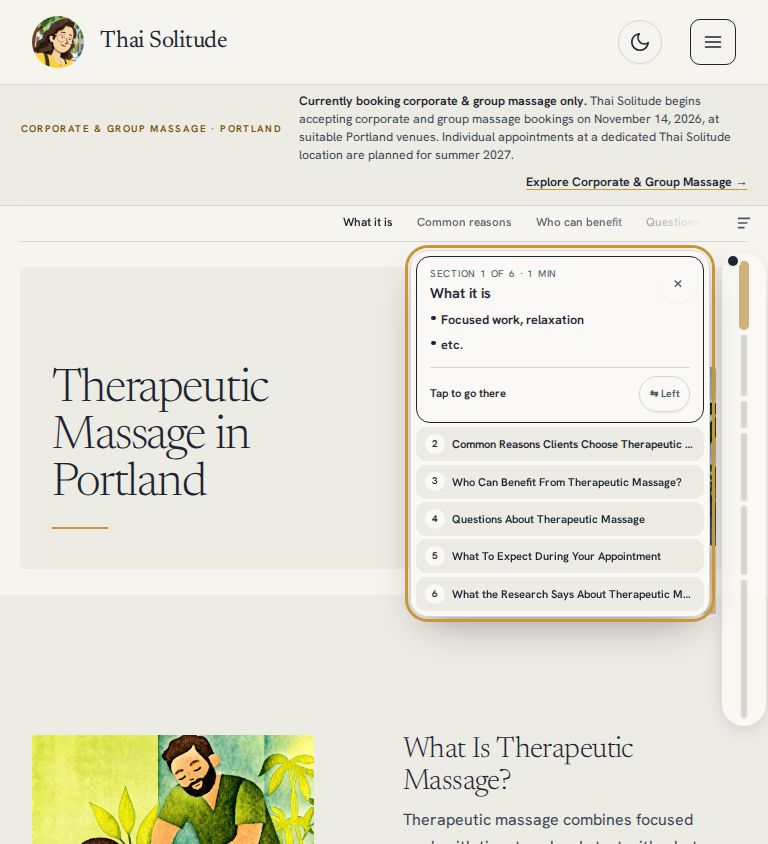 Thai Solitude
CORPORATE & GROUP MASSAGE · PORTLAND
Currently booking corporate & group massage only. Thai Solitude begins
accepting corporate and group massage bookings on November 14, 2026, at
suitable Portland venues. Individual appointments at a dedicated Thai Solitude
location are planned for summer 2027.
Explore Corporate & Group Massage →
What it is Common reasons Who can benefit Questions
SECTION 1 OF 6 · 1 MIN
What it is
• Focused work, relaxation
• etc.
Tap to go there
⇆ Left
2 Common Reasons Clients Choose Therapeutic ...
3 Who Can Benefit From Therapeutic Massage?
4 Questions About Therapeutic Massage
5 What To Expect During Your Appointment
6 What the Research Says About Therapeutic M...
Therapeutic
Massage in
Portland
What Is Therapeutic
Massage?
Therapeutic massage combines focused